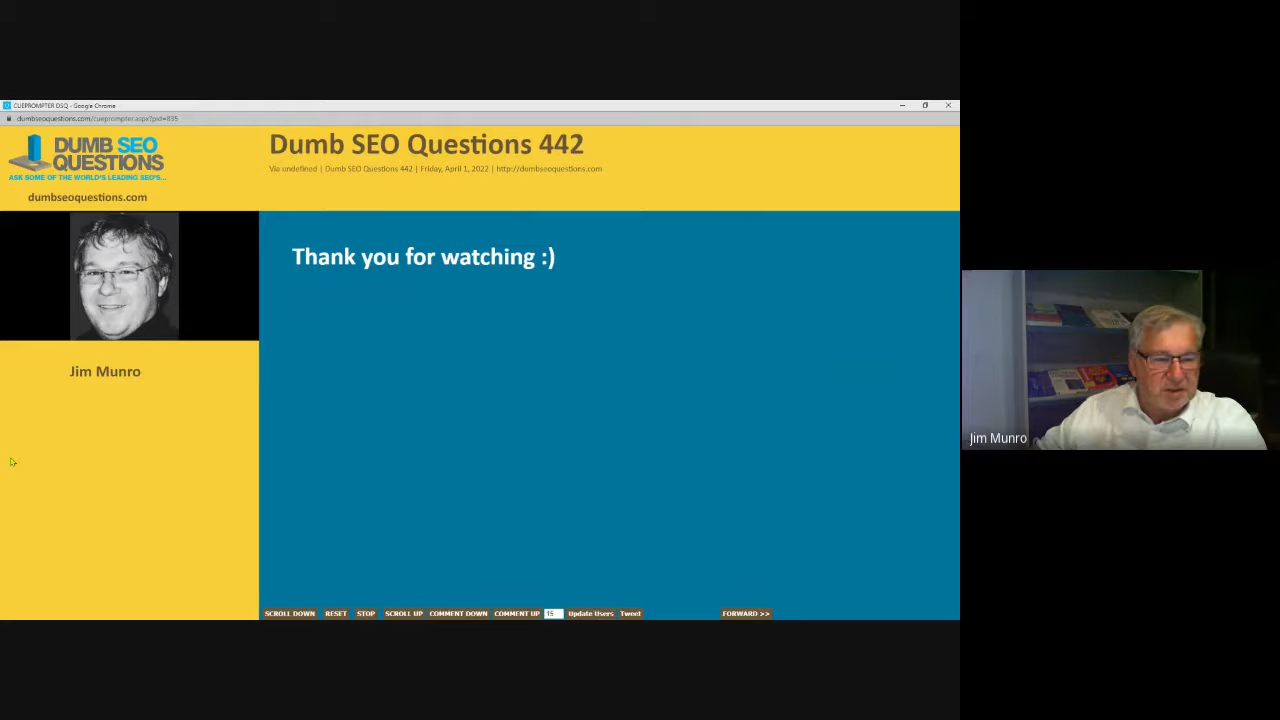 CUEPROMPTER DSQ - Google Chrome
dumbseoquestions.com/cueprompter.aspx?pid=835
DUMB SEO
QUESTIONS
ASK SOME OF THE WORLD'S LEADING SEO'S...
dumbseoquestions.com
Dumb SEO Questions 442
Via undefined | Dumb SEO Questions 442 | Friday, April 1, 2022 | http://dumbseoquestions.com
Thank you for watching :)
Jim Munro
Jim Munro
SCROLL DOWN RESET STOP SCROLL UP COMMENT DOWN COMMENT UP 15 Update Users Tweet FORWARD >>